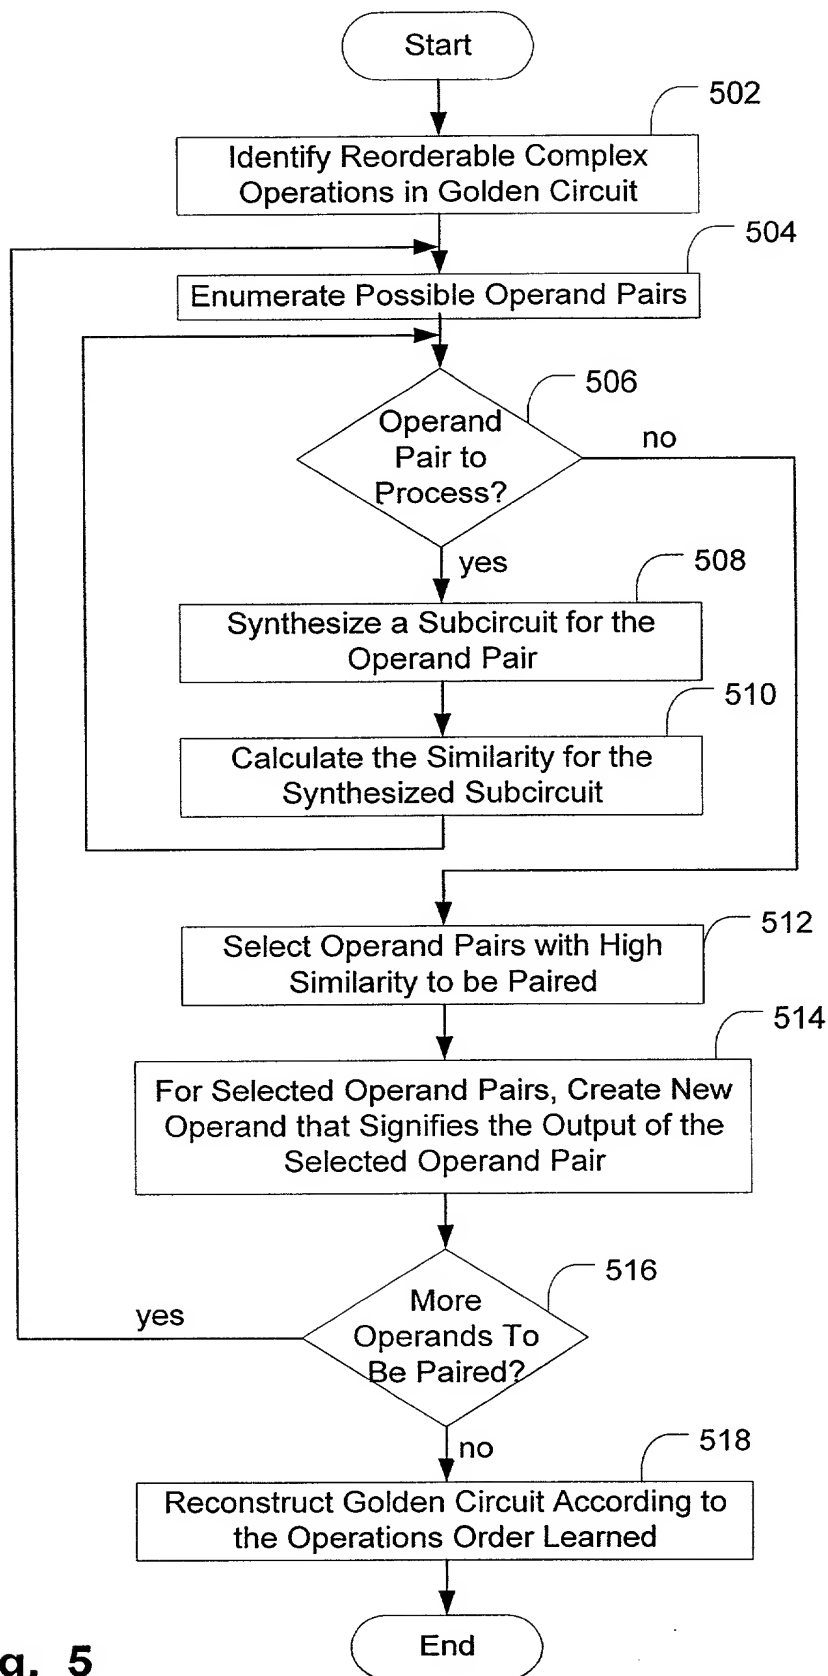 Start
502
Identify Reorderable Complex
Operations in Golden Circuit
504
Enumerate Possible Operand Pairs
506
Operand
Pair to
Process?
no
yes
508
Synthesize a Subcircuit for the
Operand Pair
510
Calculate the Similarity for the
Synthesized Subcircuit
512
Select Operand Pairs with High
Similarity to be Paired
514
For Selected Operand Pairs, Create New
Operand that Signifies the Output of the
Selected Operand Pair
516
More
Operands To
Be Paired?
yes
no
518
Reconstruct Golden Circuit According to
the Operations Order Learned
End
5